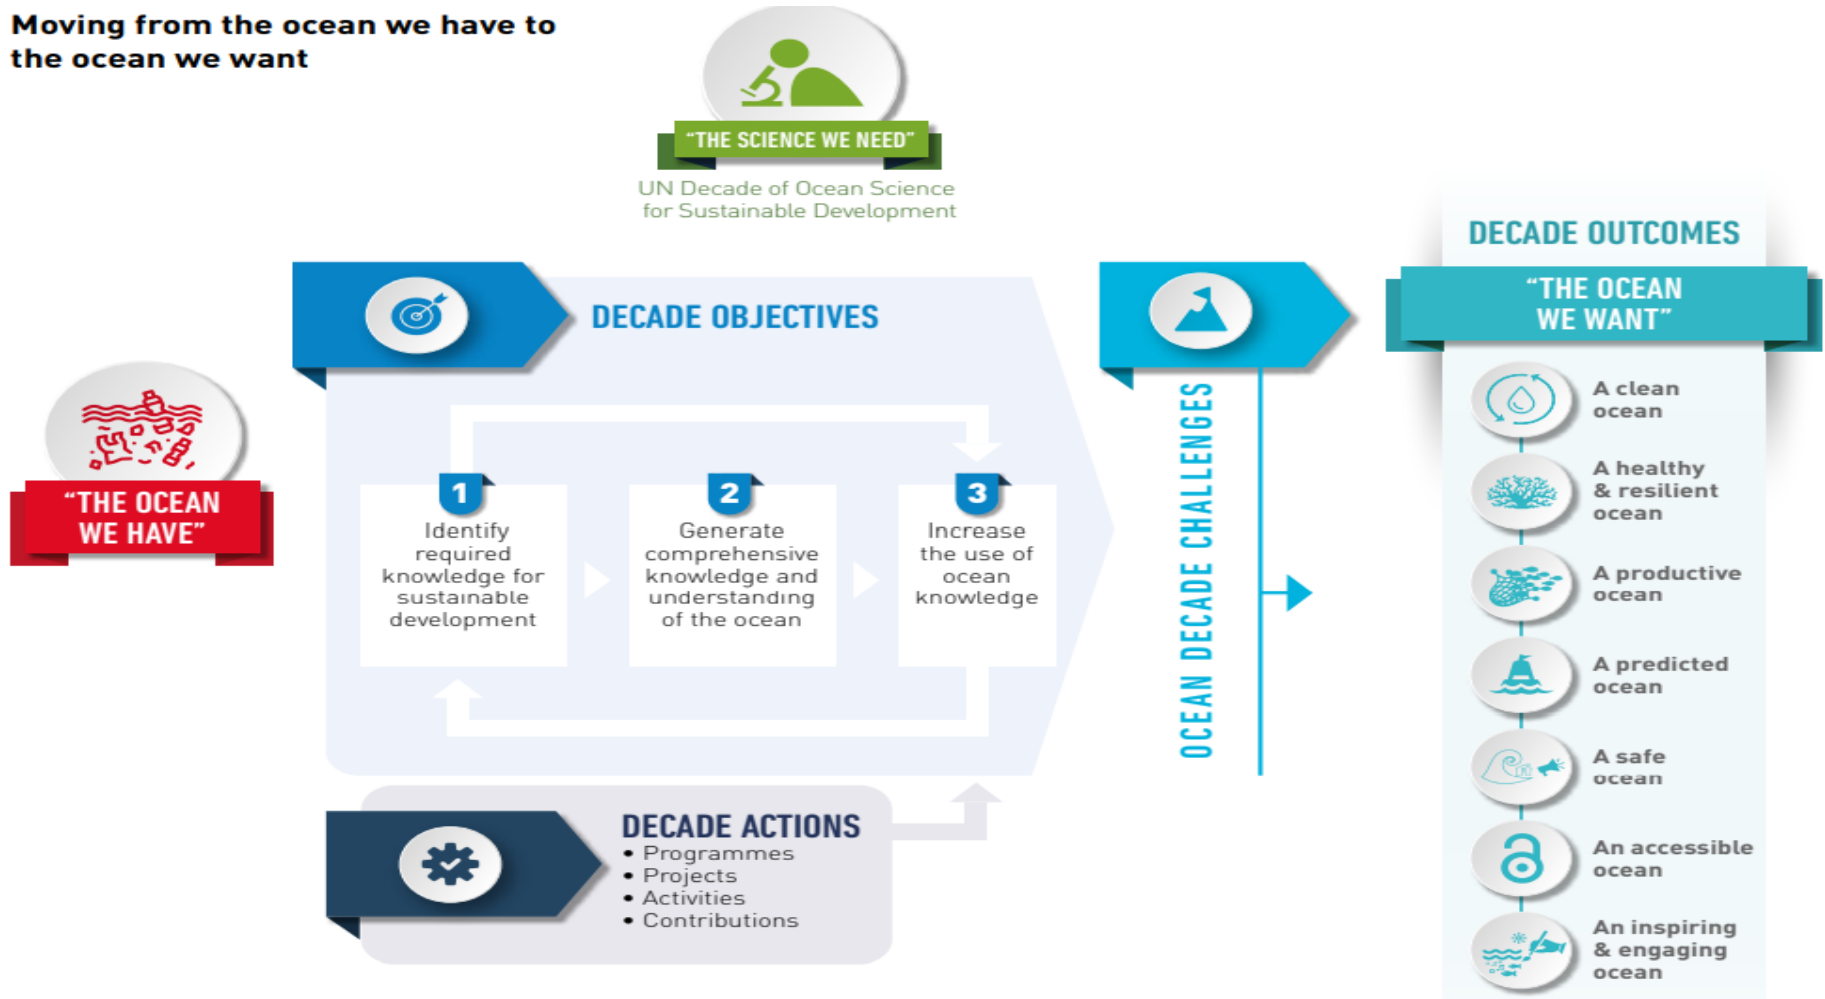 Moving from the ocean we have to
the ocean we want
“THE SCIENCE WE NEED”
UN Decade of Ocean Science
for Sustainable Development
“THE OCEAN
WE HAVE”
DECADE OBJECTIVES
1
Identify
required
knowledge for
sustainable
development
2
Generate
comprehensive
knowledge and
understanding
of the ocean
3
Increase
the use of
ocean
knowledge
DECADE ACTIONS
• Programmes
• Projects
• Activities
• Contributions
OCEAN DECADE CHALLENGES
DECADE OUTCOMES
“THE OCEAN
WE WANT”
A clean
ocean
A healthy
& resilient
ocean
A productive
ocean
A predicted
ocean
A safe
ocean
An accessible
ocean
An inspiring
& engaging
ocean